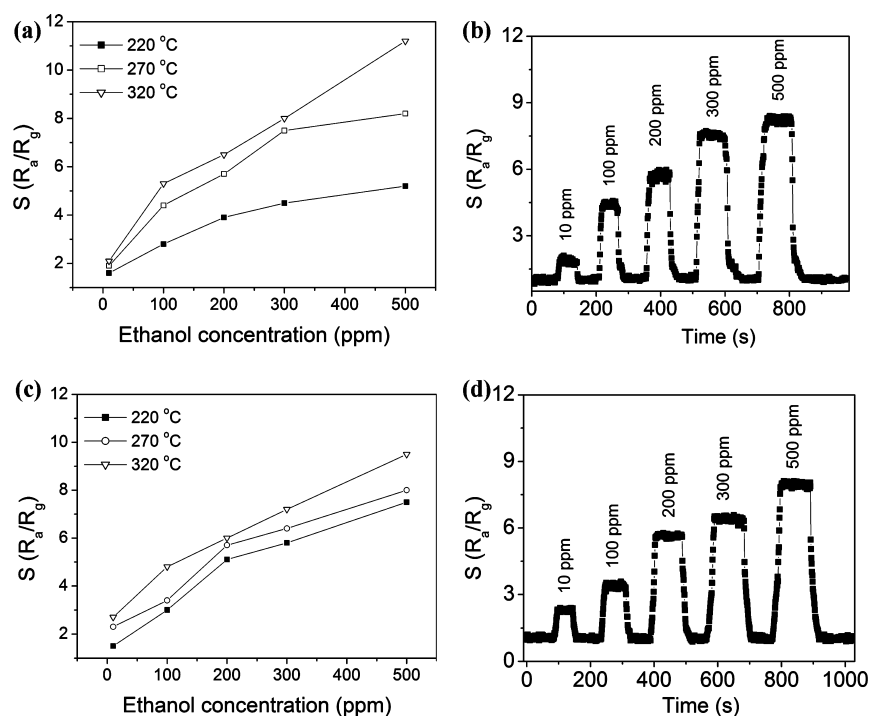 (a)
220 °C
270 °C
320 °C
12
10
8
6
4
2
S (Ra/Rg)
0 100 200 300 400 500
Ethanol concentration (ppm)
(b)
12
9
6
3
S (Ra/Rg)
10 ppm
100 ppm
200 ppm
300 ppm
500 ppm
0 200 400 600 800
Time (s)
(c)
220 °C
270 °C
320 °C
12
10
8
6
4
2
S (Ra/Rg)
0 100 200 300 400 500
Ethanol concentration (ppm)
(d)
12
9
6
3
0
S (Ra/Rg)
10 ppm
100 ppm
200 ppm
300 ppm
500 ppm
0 200 400 600 800 1000
Time (s)